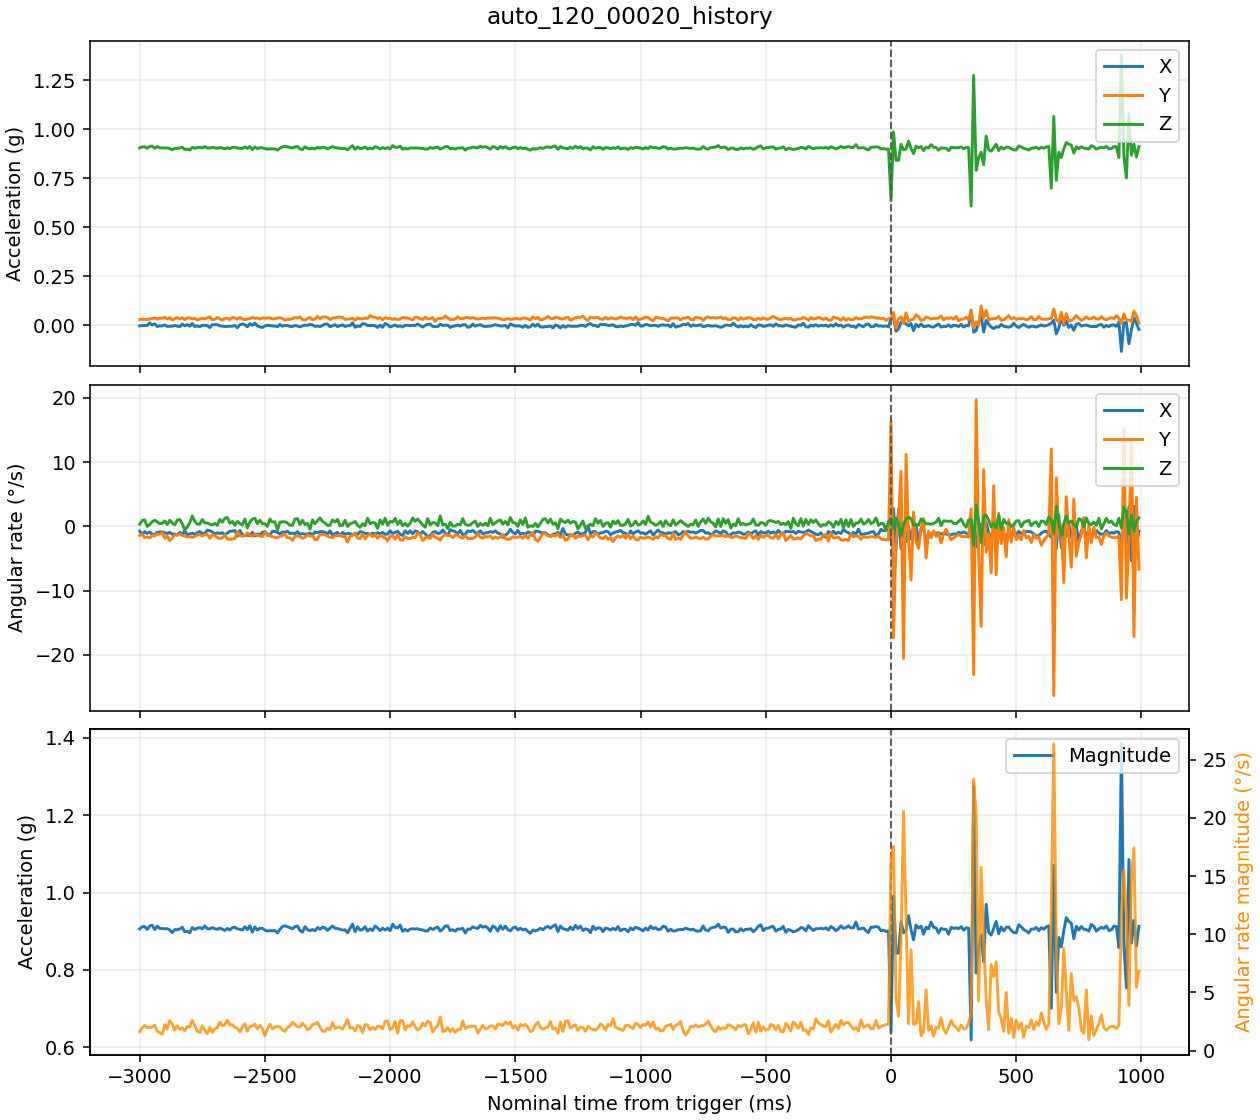 auto_120_00020_history
Acceleration (g)
1.25
1.00
0.75
0.50
0.25
0.00
X
Y
Z
Angular rate (°/s)
20
10
0
−10
−20
X
Y
Z
Acceleration (g)
1.4
1.2
1.0
0.8
0.6
Magnitude
25
20
15
10
5
0
Angular rate magnitude (°/s)
−3000 −2500 −2000 −1500 −1000 −500 0 500 1000
Nominal time from trigger (ms)